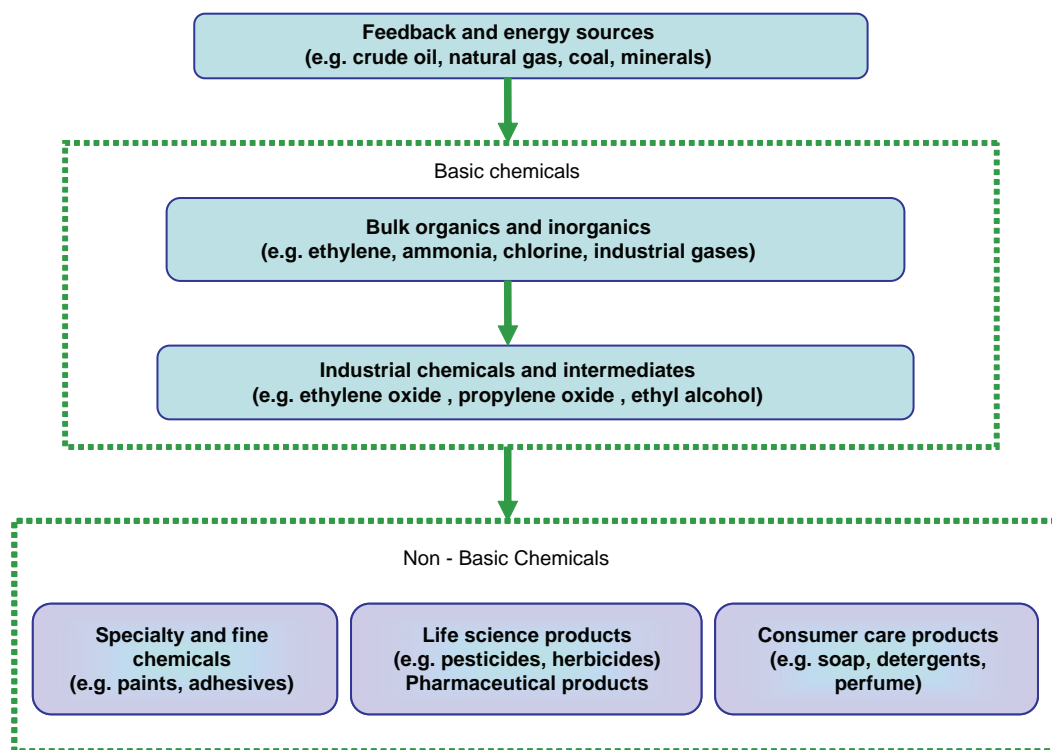 Feedback and energy sources
(e.g. crude oil, natural gas, coal, minerals)
Basic chemicals
Bulk organics and inorganics
(e.g. ethylene, ammonia, chlorine, industrial gases)
Industrial chemicals and intermediates
(e.g. ethylene oxide , propylene oxide , ethyl alcohol)
Non - Basic Chemicals
Specialty and fine
chemicals
(e.g. paints, adhesives)
Life science products
(e.g. pesticides, herbicides)
Pharmaceutical products
Consumer care products
(e.g. soap, detergents,
perfume)